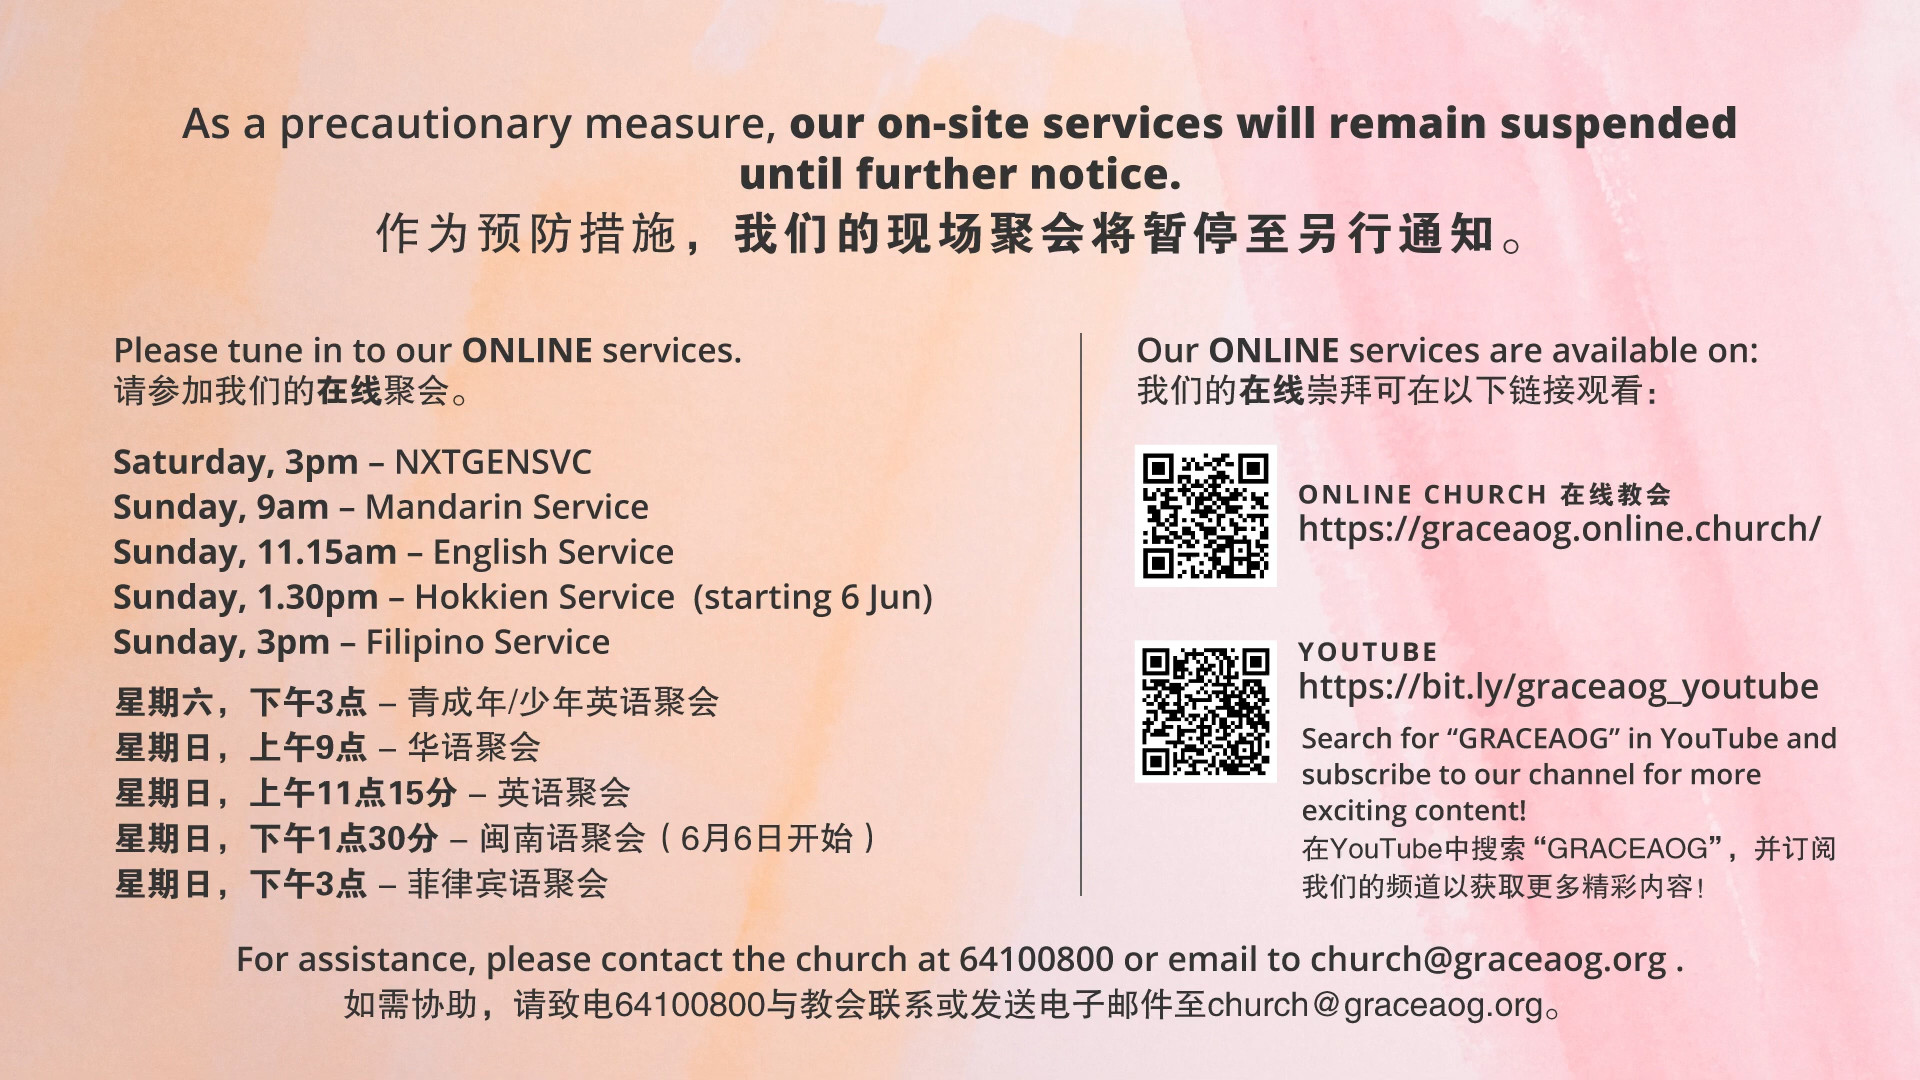 As a precautionary measure, our on-site services will remain suspended
until further notice.
作为预防措施，我们的现场聚会将暂停至另行通知。
Please tune in to our ONLINE services.
请参加我们的在线聚会。
Saturday, 3pm – NXTGENSVC
Sunday, 9am – Mandarin Service
Sunday, 11.15am – English Service
Sunday, 1.30pm – Hokkien Service (starting 6 Jun)
Sunday, 3pm – Filipino Service
星期六，下午3点 – 青成年/少年英语聚会
星期日，上午9点 – 华语聚会
星期日，上午11点15分 – 英语聚会
星期日，下午1点30分 – 闽南语聚会（6月6日开始）
星期日，下午3点 – 菲律宾语聚会
Our ONLINE services are available on:
我们的在线崇拜可在以下链接观看：
ONLINE CHURCH 在线教会
https://graceaog.online.church/
YOUTUBE
https://bit.ly/graceaog_youtube
Search for “GRACEAOG” in YouTube and
subscribe to our channel for more
exciting content!
在YouTube中搜索 “GRACEAOG”，并订阅
我们的频道以获取更多精彩内容！
For assistance, please contact the church at 64100800 or email to church@graceaog.org .
如需协助，请致电64100800与教会联系或发送电子邮件至church@graceaog.org。